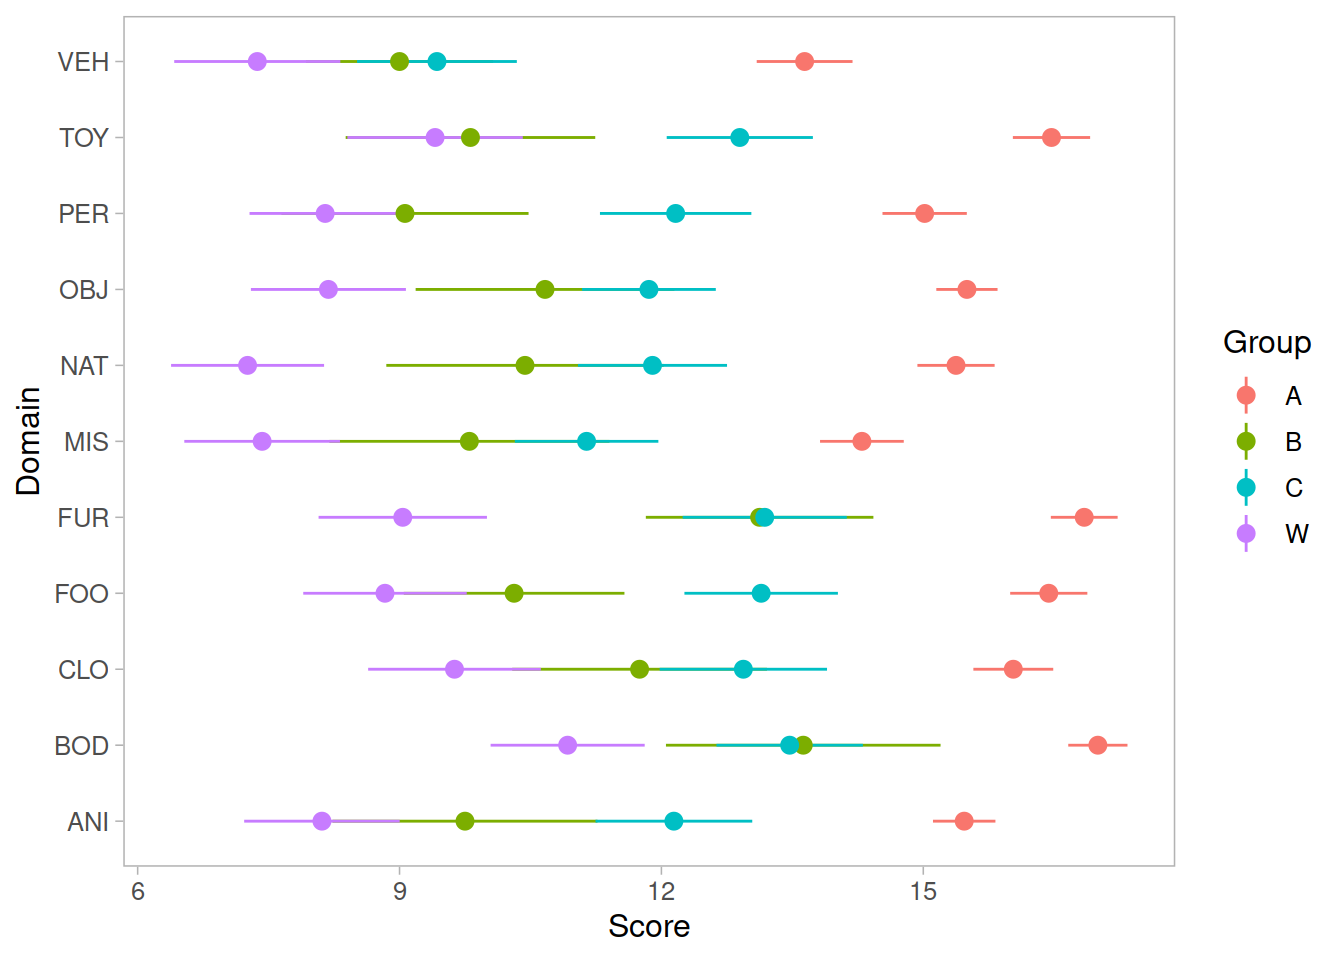 VEH
TOY
PER
OBJ
NAT
MIS
FUR
FOO
CLO
BOD
ANI
Domain
6 9 12 15
Score
Group
A
B
C
W